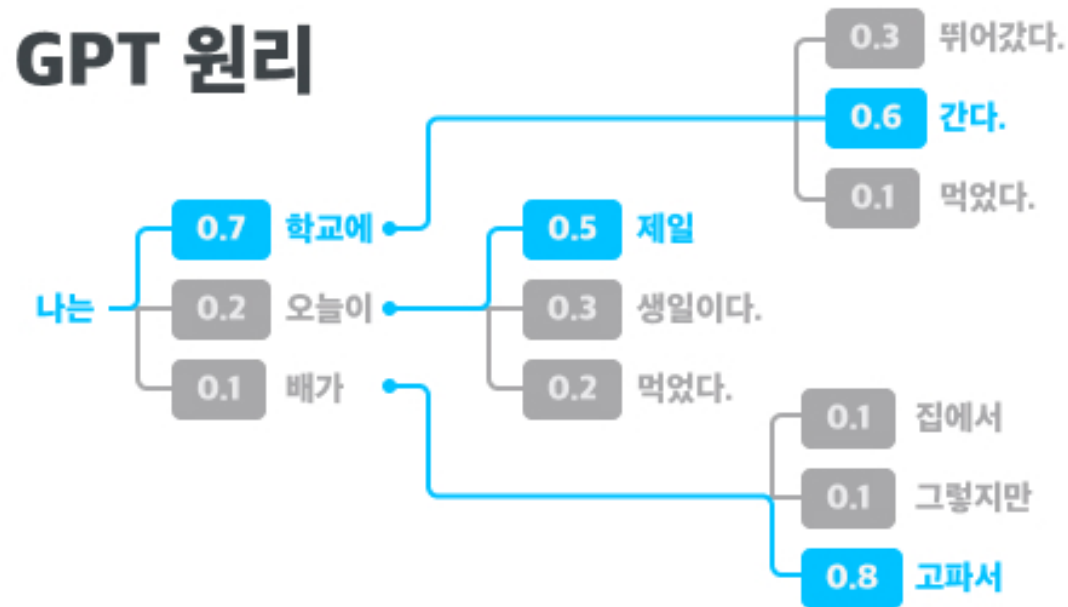 GPT 원리
0.3 뛰어갔다.
0.6 간다.
0.1 먹었다.
0.7 학교에
0.5 제일
나는
0.2 오늘이
0.3 생일이다.
0.1 배가
0.2 먹었다.
0.1 집에서
0.1 그렇지만
0.8 고파서